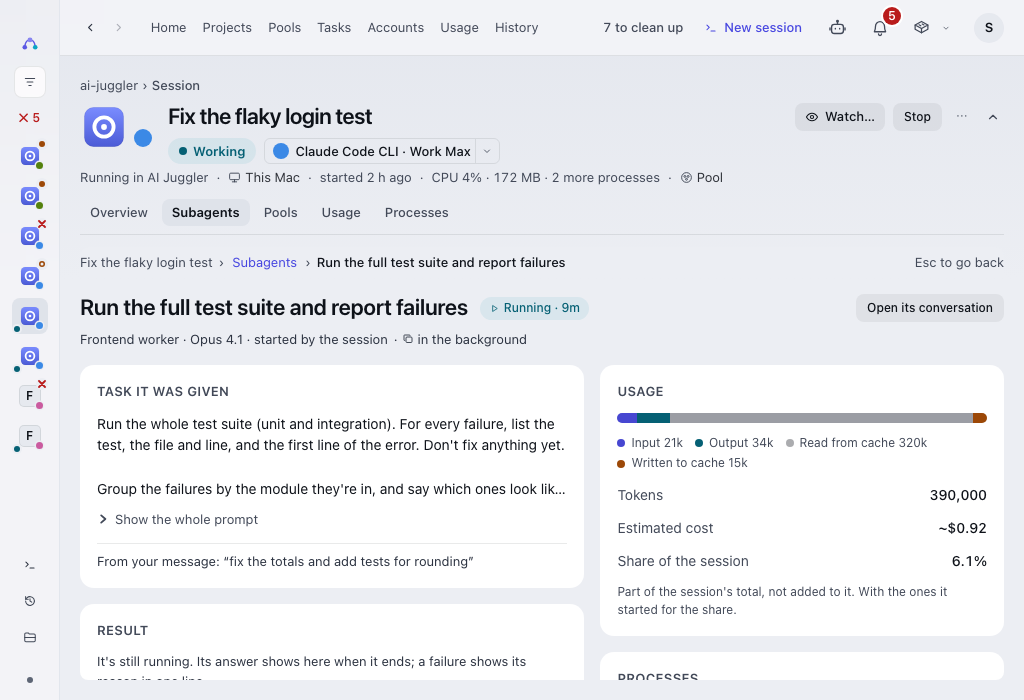 Home Projects Pools Tasks Accounts Usage History 7 to clean up New session 5 S
5
F
F
ai-juggler › Session
Fix the flaky login test
Watch... Stop
Working Claude Code CLI · Work Max
Running in AI Juggler · This Mac · started 2 h ago · CPU 4% · 172 MB · 2 more processes · Pool
Overview Subagents Pools Usage Processes
Fix the flaky login test › Subagents › Run the full test suite and report failures Esc to go back
Run the full test suite and report failures Running · 9m Open its conversation
Frontend worker · Opus 4.1 · started by the session · in the background
TASK IT WAS GIVEN
Run the whole test suite (unit and integration). For every failure, list the
test, the file and line, and the first line of the error. Don't fix anything yet.
Group the failures by the module they're in, and say which ones look lik...
Show the whole prompt
From your message: “fix the totals and add tests for rounding”
RESULT
It's still running. Its answer shows here when it ends; a failure shows its
reason in one line.
USAGE
Input 21k Output 34k Read from cache 320k
Written to cache 15k
Tokens 390,000
Estimated cost ~$0.92
Share of the session 6.1%
Part of the session's total, not added to it. With the ones it
started for the share.
PROCESSES